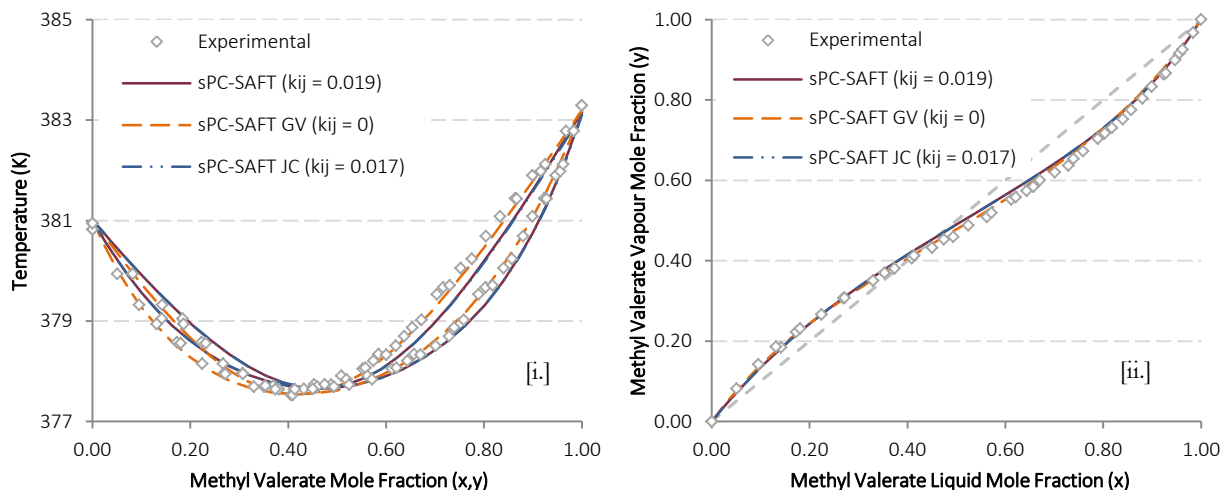 385
383
381
379
377
Temperature (K)
Experimental
sPC-SAFT (kij = 0.019)
sPC-SAFT GV (kij = 0)
sPC-SAFT JC (kij = 0.017)
[i.]
0.00 0.20 0.40 0.60 0.80 1.00
Methyl Valerate Mole Fraction (x,y)
1.00
0.80
0.60
0.40
0.20
0.00
Methyl Valerate Vapour Mole Fraction (y)
Experimental
sPC-SAFT (kij = 0.019)
sPC-SAFT GV (kij = 0)
sPC-SAFT JC (kij = 0.017)
[ii.]
0.00 0.20 0.40 0.60 0.80 1.00
Methyl Valerate Liquid Mole Fraction (x)